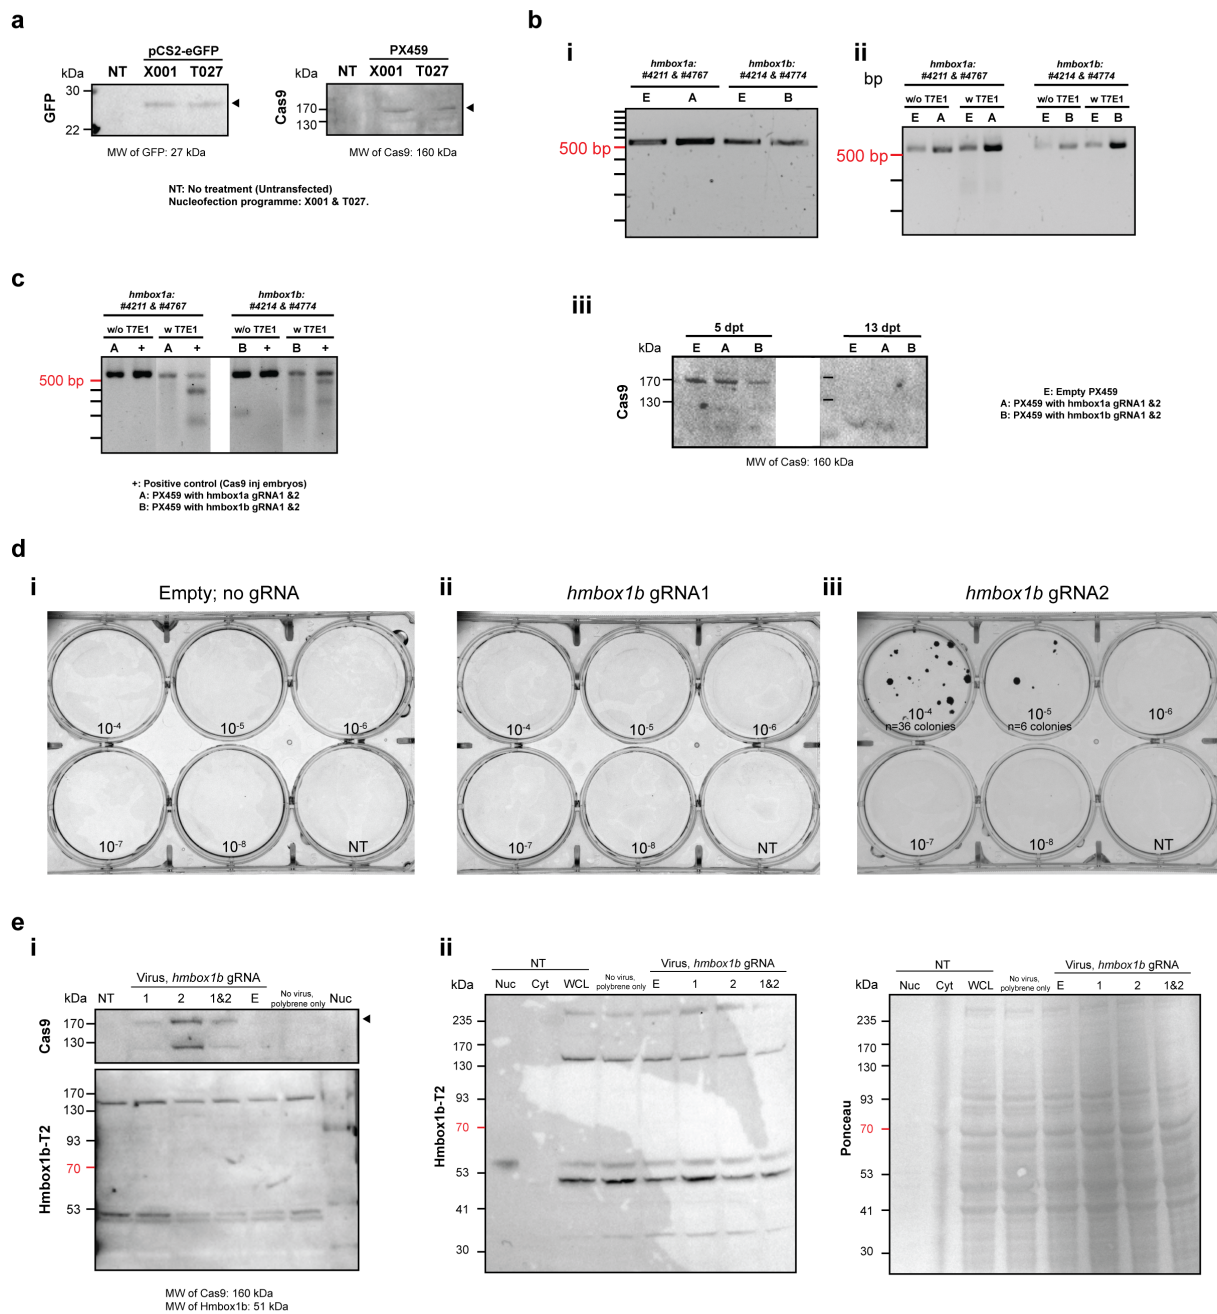 a
pCS2-eGFP
kDa NT X001 T027
30
22
GFP
MW of GFP: 27 kDa
PX459
NT X001 T027
170
130
Cas9
MW of Cas9: 160 kDa
NT: No treatment (Untransfected)
Nucleofection programme: X001 & T027.
b
i
hmbox1a:
#4211 & #4767
hmbox1b:
#4214 & #4774
E A E B
500 bp
ii
bp
hmbox1a:
#4211 & #4767
hmbox1b:
#4214 & #4774
w/o T7E1 w T7E1 w/o T7E1 w T7E1
E A E A E B E B
500 bp
c
hmbox1a:
#4211 & #4767
hmbox1b:
#4214 & #4774
w/o T7E1 w T7E1 w/o T7E1 w T7E1
A + A + B + B +
500 bp
+: Positive control (Cas9 inj embryos)
A: PX459 with hmbox1a gRNA1 &2
B: PX459 with hmbox1b gRNA1 &2
iii
5 dpt 13 dpt
kDa E A B E A B
170
130
Cas9
MW of Cas9: 160 kDa
E: Empty PX459
A: PX459 with hmbox1a gRNA1 &2
B: PX459 with hmbox1b gRNA1 &2
d
i
Empty; no gRNA
10-4 10-5 10-6
10-7 10-8 NT
ii
hmbox1b gRNA1
10-4 10-5 10-6
10-7 10-8 NT
iii
hmbox1b gRNA2
10-4 10-5 10-6
n=36 colonies n=6 colonies
10-7 10-8 NT
e
i
Virus, hmbox1b gRNA
kDa NT 1 2 1&2 E No virus, polybrene only Nuc
170
130
Cas9
170
130
93
70
53
Hmbox1b-T2
MW of Cas9: 160 kDa
MW of Hmbox1b: 51 kDa
ii
NT Virus, hmbox1b gRNA
kDa Nuc Cyt WCL No virus, polybrene only E 1 2 1&2
235
170
130
93
70
53
41
30
Hmbox1b-T2
NT Virus, hmbox1b gRNA
kDa Nuc Cyt WCL No virus, polybrene only E 1 2 1&2
235
170
130
93
70
53
41
30
Ponceau